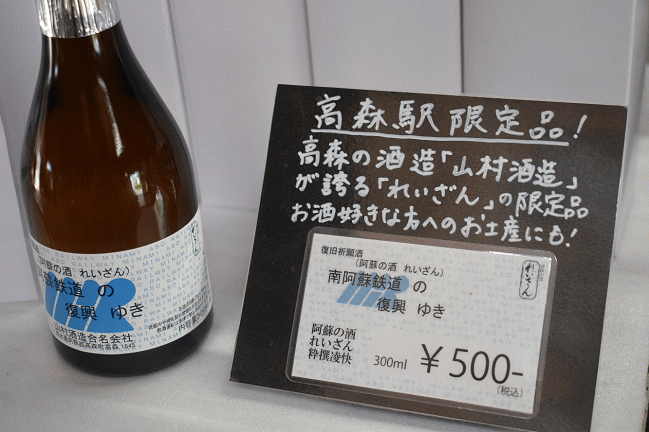 高森駅限定品!
高森の酒造「山村酒造」
が誇る「れいざん」の限定品
お酒好きな方へのお土産にも!
復旧祈願酒
(阿蘇の酒 れいざん)
南阿蘇鉄道 の
復興 ゆき
れいざん
阿蘇の酒
れいざん
粋撰凌快
300ml
¥500-
(税込)
(阿蘇の酒 れいざん)
南阿蘇鉄道 の
復興 ゆき
山村酒造合名会社